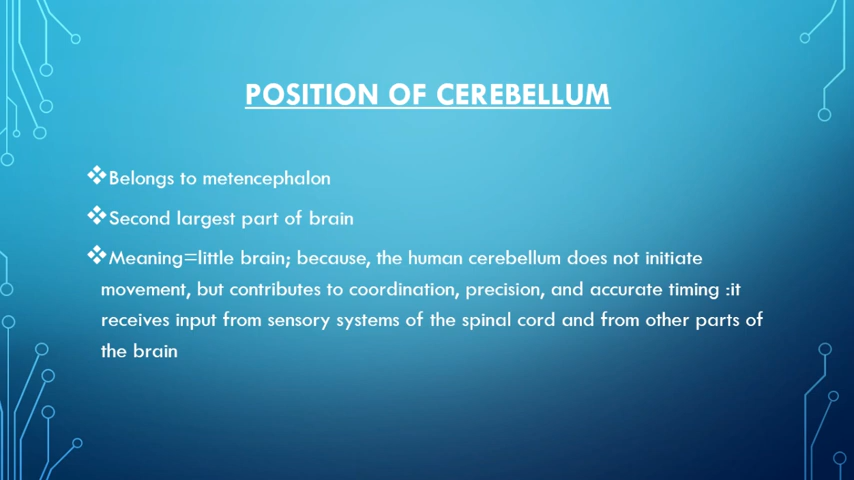 POSITION OF CEREBELLUM
❖Belongs to metencephalon
❖Second largest part of brain
❖Meaning=little brain; because, the human cerebellum does not initiate
movement, but contributes to coordination, precision, and accurate timing :it
receives input from sensory systems of the spinal cord and from other parts of
the brain